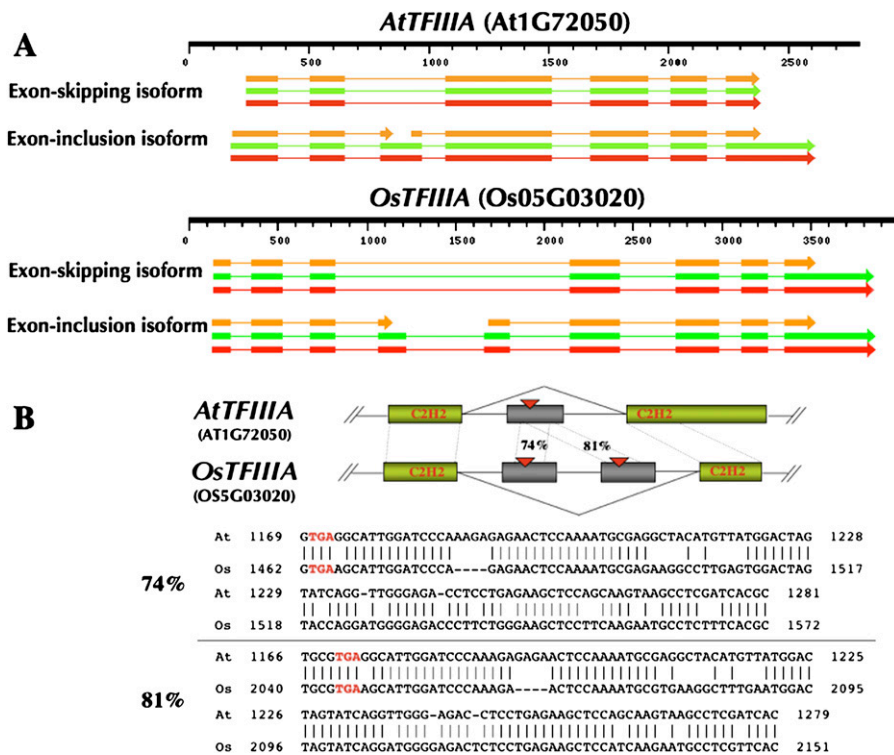 A
AtTFIIIA (At1G72050)
0 500 1000 1500 2000 2500
Exon-skipping isoform
Exon-inclusion isoform
OsTFIIIA (Os05G03020)
0 500 1000 1500 2000 2500 3000 3500
Exon-skipping isoform
Exon-inclusion isoform
B
AtTFIIIA
(AT1G72050)
C2H2 C2H2
74% 81%
OsTFIIIA
(OS5G03020)
C2H2 C2H2
74%
At 1169 GTGAGGCATTGGATCCCAAAGAGAGAACTCCAAAATGCGAGGCTACATGTTATGGACTAG 1228
Os 1462 GTGAAGCATTGGATCCCA----GAGAACTCCAAAATGCGAGAAGGCCTTGAGTGGACTAG 1517
At 1229 TATCAGG-TTGGGAGA-CCTCCTGAGAAGCTCCAGCAAGTAAGCCTCGATCACGC 1281
Os 1518 TACCAGGATGGGGAGACCCTTCTGGGAAGCTCCTTCAAGAATGCCTCTTTCACGC 1572
81%
At 1166 TGCGTGAGGCATTGGATCCCAAAGAGAGAACTCCAAAATGCGAGGCTACATGTTATGGAC 1225
Os 2040 TGCGTGAAGCATTGGATCCCAAAGA----ACTCCAAAATGCGTGAAGGCTTTGAATGGAC 2095
At 1226 TAGTATCAGGTTGGG-AGAC-CTCCTGAGAAGCTCCAGCAAGTAAGCCTCGATCAC 1279
Os 2096 TAGTATCAGGATGGGGAGACTCTCCTGAGAAGCTCCATCAAGAATGCCTCGTTCAC 2151